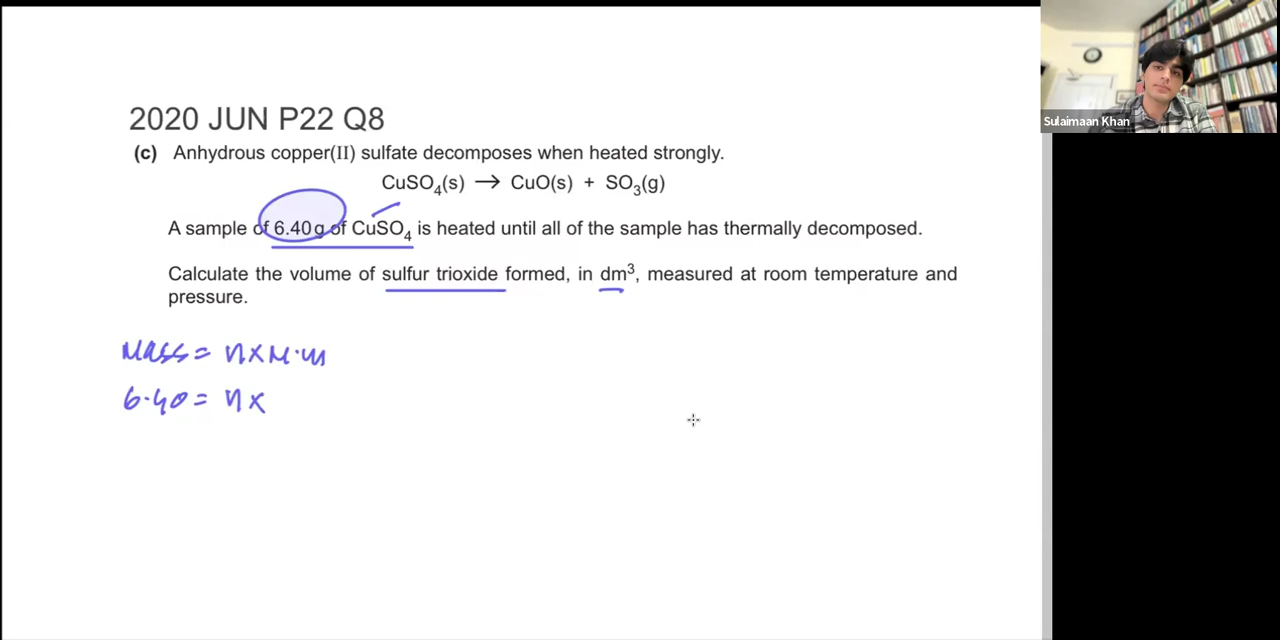 2020 JUN P22 Q8
(c) Anhydrous copper(II) sulfate decomposes when heated strongly.
CuSO₄(s) → CuO(s) + SO₃(g)
A sample of 6.40 g of CuSO₄ is heated until all of the sample has thermally decomposed.
Calculate the volume of sulfur trioxide formed, in dm³, measured at room temperature and
pressure.
Mass = n x M.m
6.40 = n x
Sulaimaan Khan